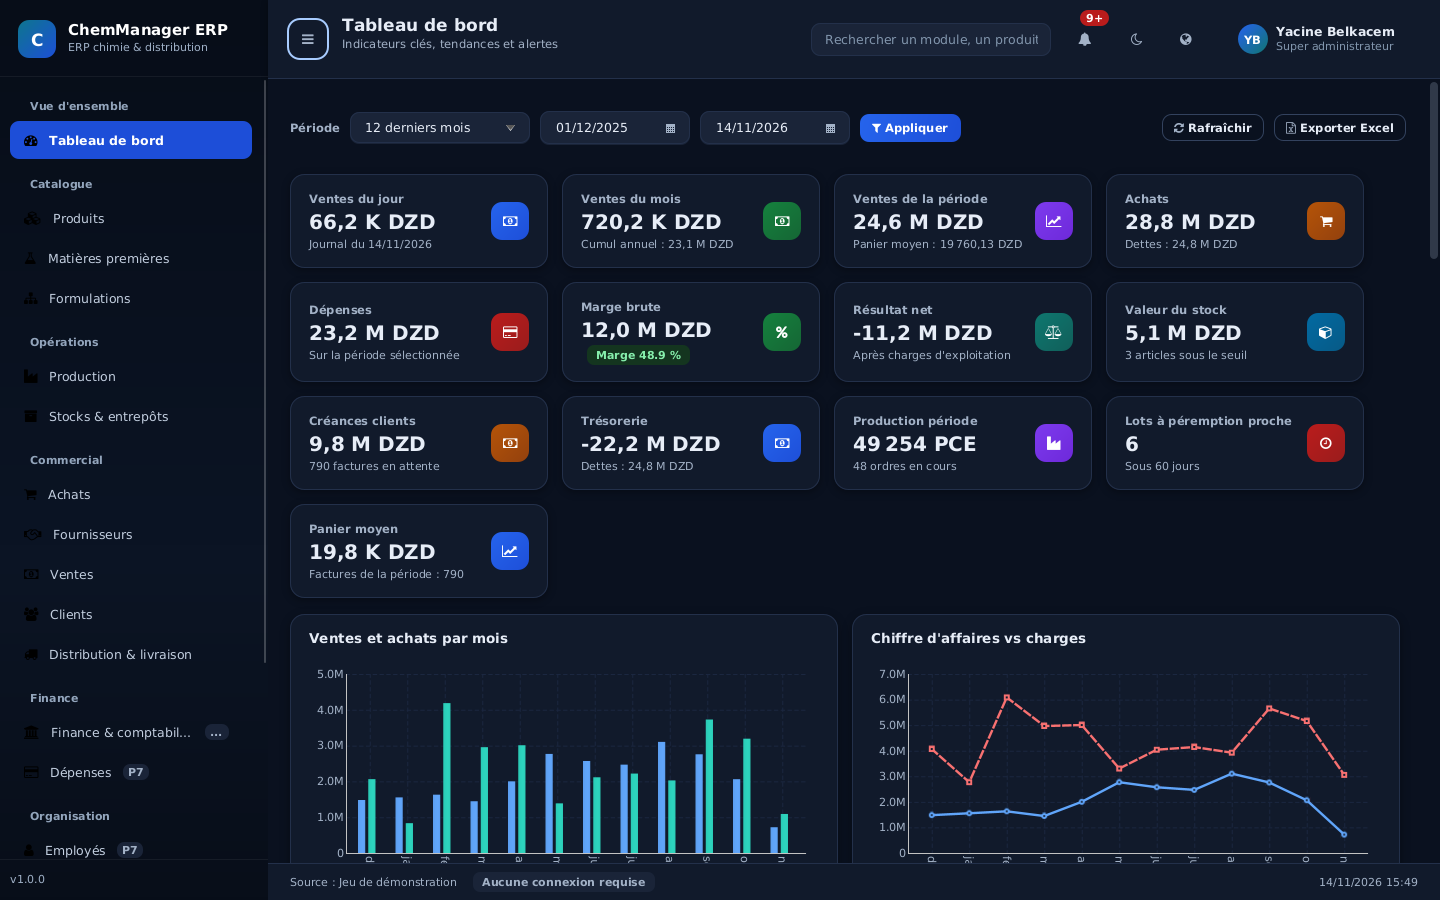 C
ChemManager ERP
ERP chimie & distribution
Tableau de bord
Indicateurs clés, tendances et alertes
Rechercher un module, un produit
9+
YB
Yacine Belkacem
Super administrateur
Vue d'ensemble
Tableau de bord
Catalogue
Produits
Matières premières
Formulations
Opérations
Production
Stocks & entrepôts
Commercial
Achats
Fournisseurs
Ventes
Clients
Distribution & livraison
Finance
Finance & comptabil... ...
Dépenses P7
Organisation
Employés P7
v1.0.0
Période
12 derniers mois
01/12/2025
14/11/2026
Appliquer
Rafraîchir
Exporter Excel
Ventes du jour
66,2 K DZD
Journal du 14/11/2026
Ventes du mois
720,2 K DZD
Cumul annuel : 23,1 M DZD
Ventes de la période
24,6 M DZD
Panier moyen : 19 760,13 DZD
Achats
28,8 M DZD
Dettes : 24,8 M DZD
Dépenses
23,2 M DZD
Sur la période sélectionnée
Marge brute
12,0 M DZD
Marge 48.9 %
Résultat net
-11,2 M DZD
Après charges d'exploitation
Valeur du stock
5,1 M DZD
3 articles sous le seuil
Créances clients
9,8 M DZD
790 factures en attente
Trésorerie
-22,2 M DZD
Dettes : 24,8 M DZD
Production période
49 254 PCE
48 ordres en cours
Lots à péremption proche
6
Sous 60 jours
Panier moyen
19,8 K DZD
Factures de la période : 790
Ventes et achats par mois
5.0M
4.0M
3.0M
2.0M
1.0M
0
Chiffre d'affaires vs charges
7.0M
6.0M
5.0M
4.0M
3.0M
2.0M
1.0M
0
Source : Jeu de démonstration
Aucune connexion requise
14/11/2026 15:49